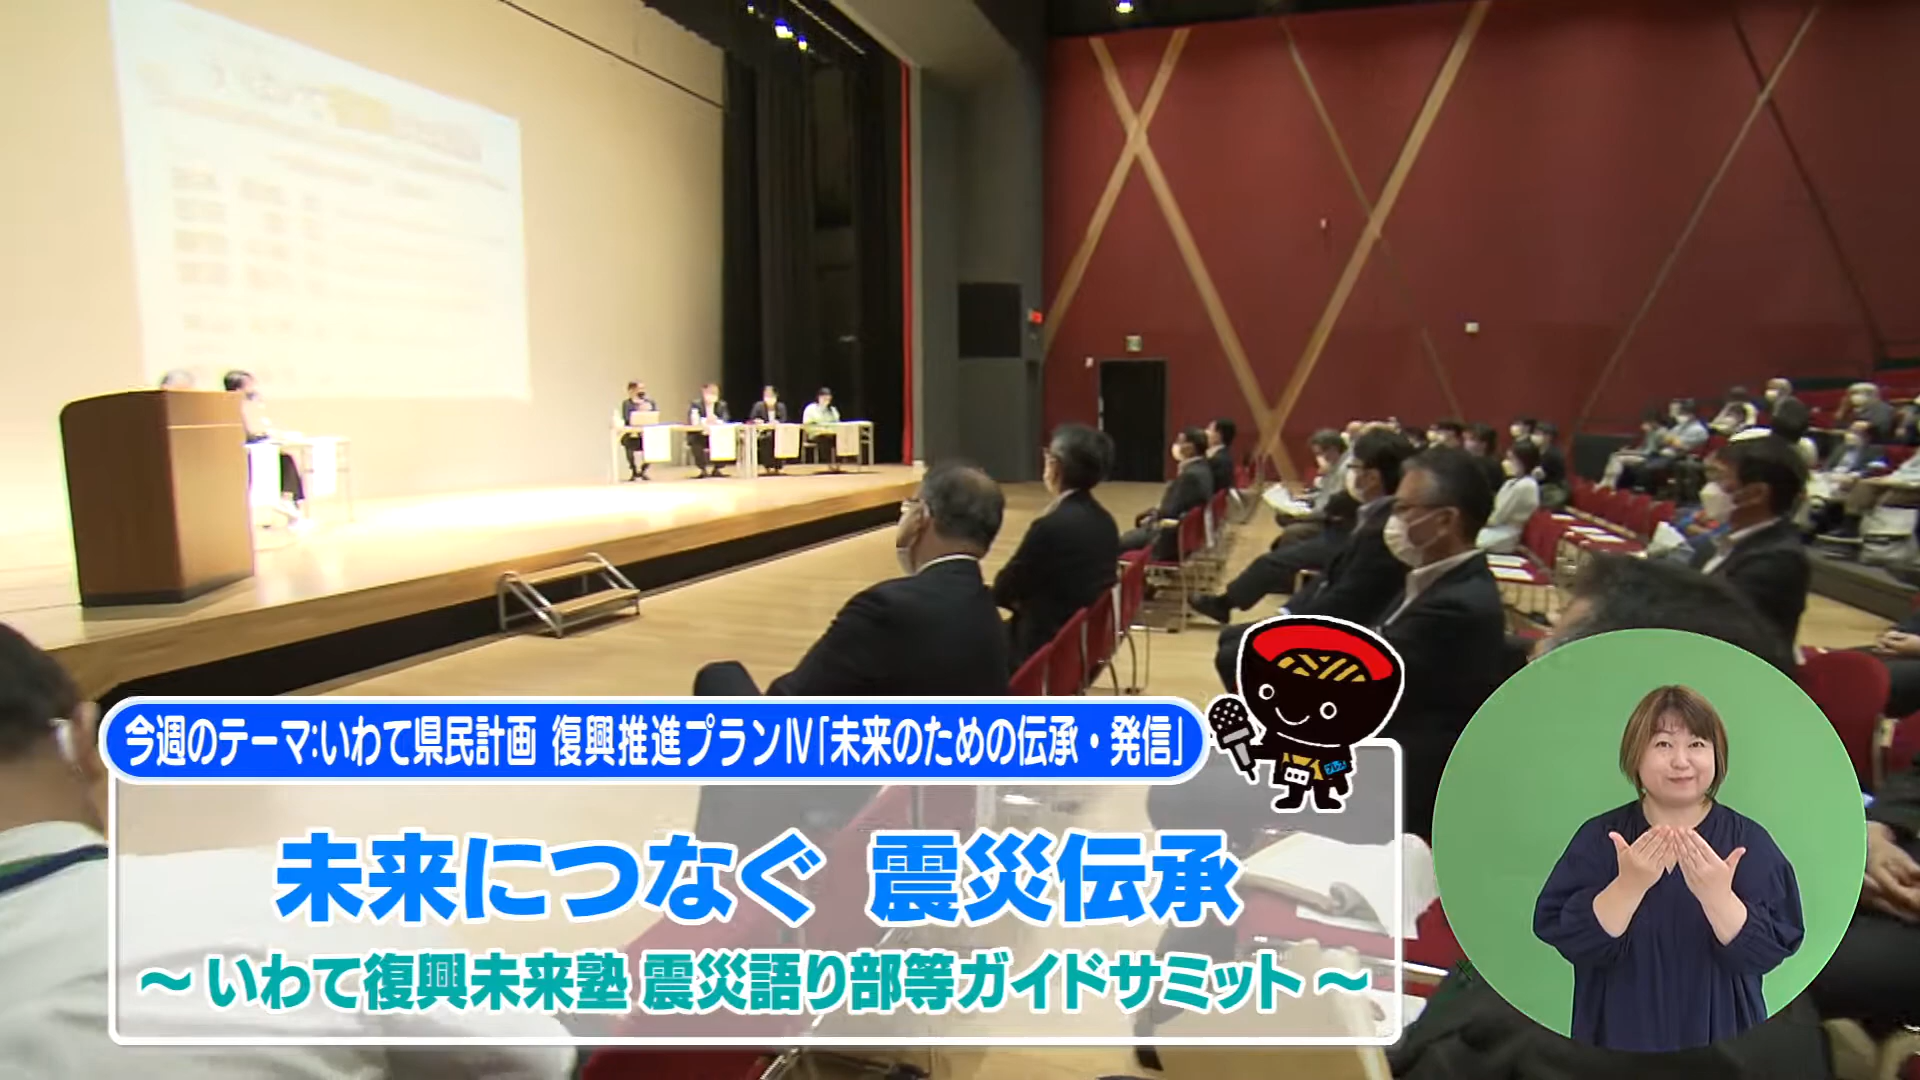 今週のテーマ:いわて県民計画 復興推進プランⅣ「未来のための伝承・発信」
プレス
未来につなぐ 震災伝承
～いわて復興未来塾 震災語り部等ガイドサミット～